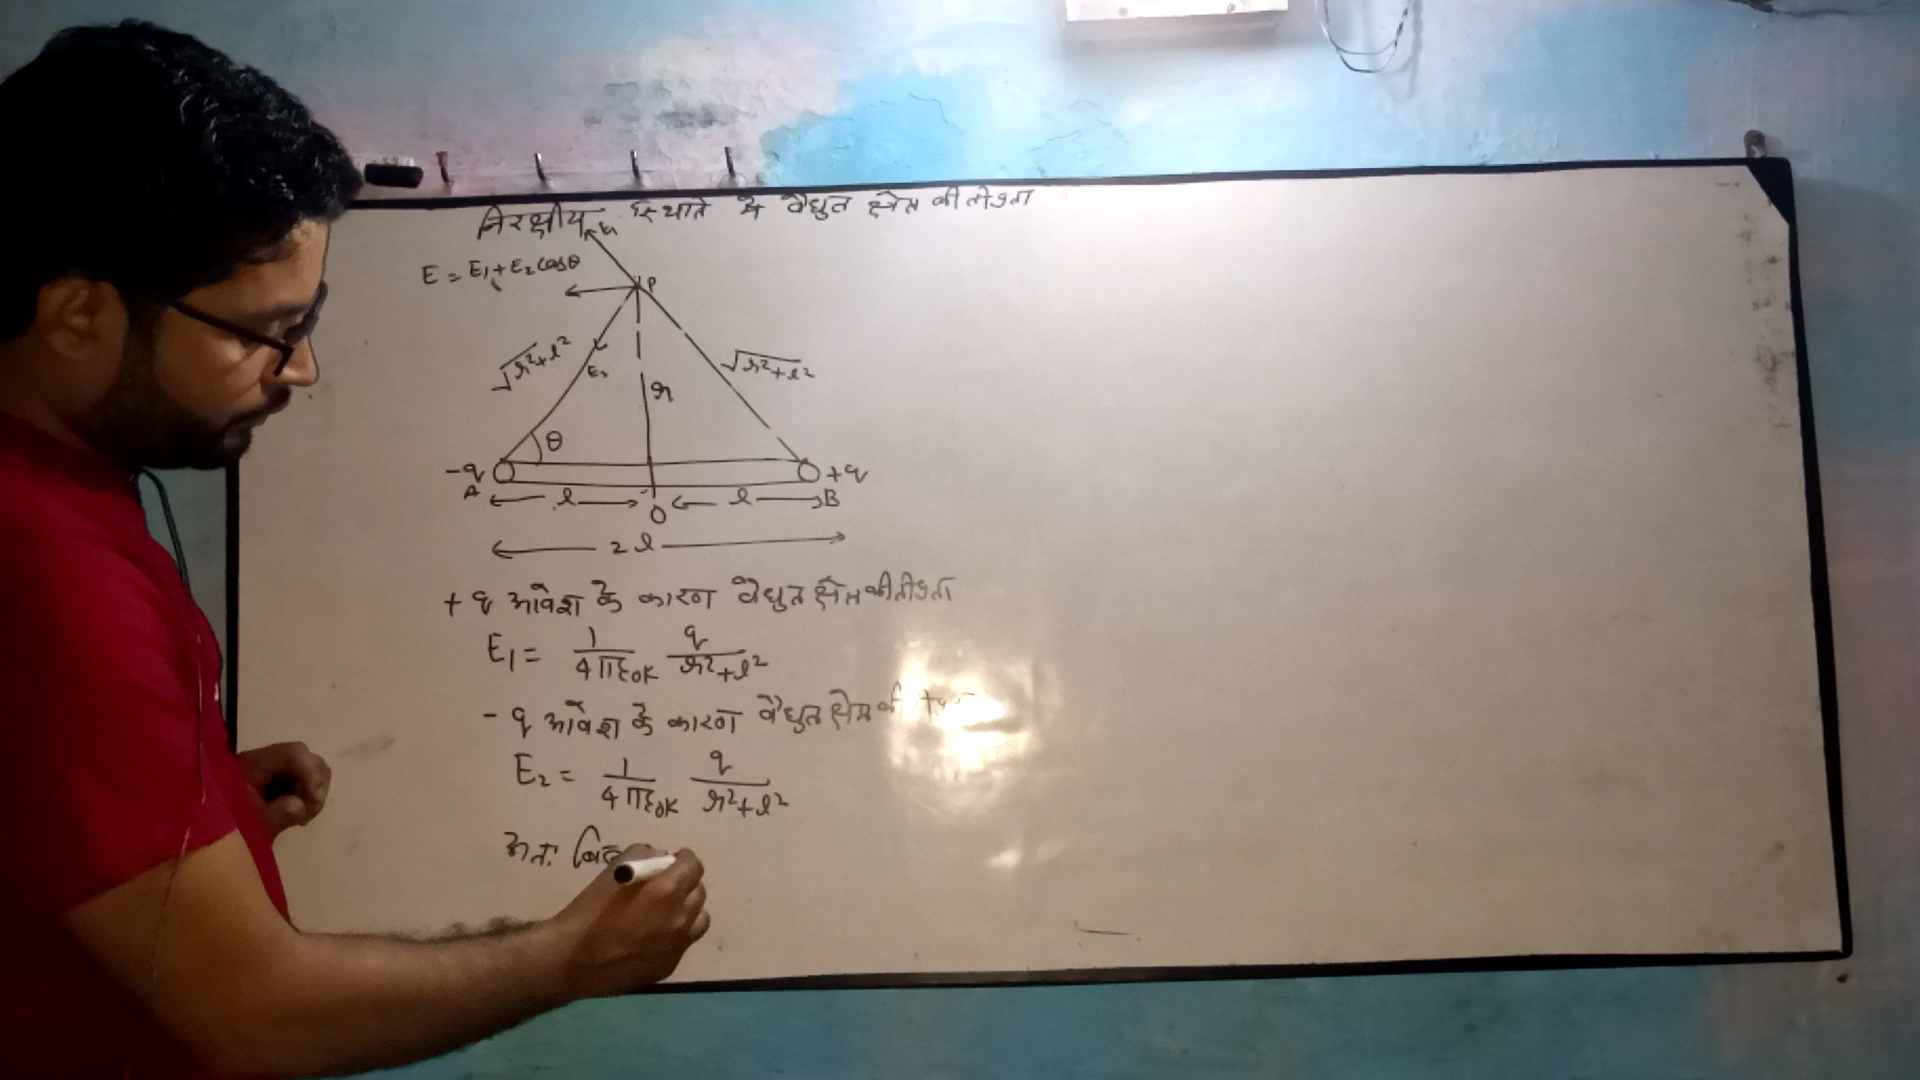 निरक्षीय स्थिति में वैद्युत क्षेत्र की तीव्रता
E₁
E = E₁ + E₂ cosθ
P
√r²+l²
√r²+l²
E₂
r
θ
-q
+q
A
l
l
B
O
2l
+q आवेश के कारण वैद्युत क्षेत्र की तीव्रता
E₁ = 1/4πε₀K q/r²+l²
-q आवेश के कारण वैद्युत क्षेत्र की
E₂ = 1/4πε₀K q/r²+l²
अतः